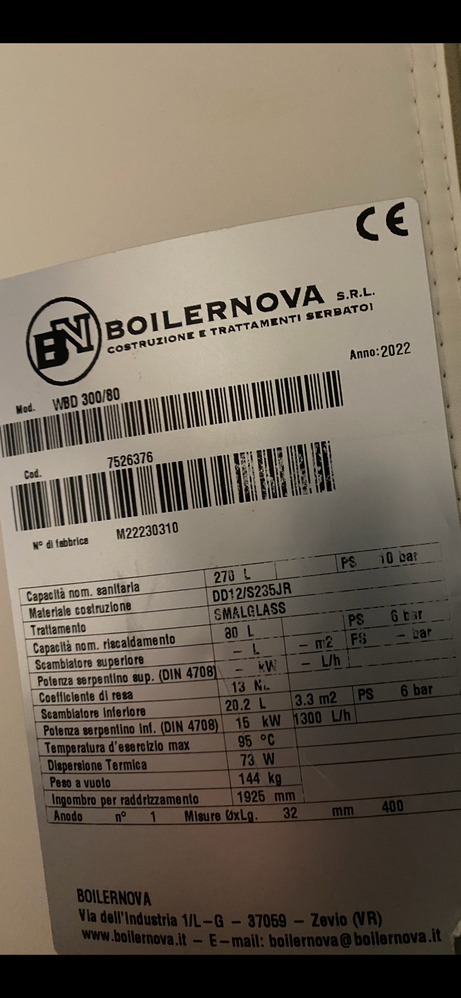 CE
BN BOILERNOVA S.R.L.
COSTRUZIONE E TRATTAMENTI SERBATOI
Anno: 2022
Mod. WBD 300/80
Cod. 7526376
N° di fabbrica M22230310
Capacità nom. sanitaria 270 L PS 10 bar
Materiale costruzione DD12/S235JR
Trattamento SMALGLASS
Capacità nom. riscaldamento 80 L PS 6 bar
Scambiatore superiore – L – m2 PS – bar
Potenza serpentino sup. (DIN 4708) – kW – L/h
Coefficiente di resa 13 NL
Scambiatore inferiore 20.2 L 3.3 m2 PS 6 bar
Potenza serpentino inf. (DIN 4708) 15 kW 1300 L/h
Temperatura d'esercizio max 95 °C
Dispersione Termica 73 W
Peso a vuoto 144 kg
Ingombro per raddrizzamento 1925 mm
Anodo n° 1 Misure ØxLg. 32 mm 400
BOILERNOVA
Via dell'Industria 1/L–G – 37059 – Zevio (VR)
www.boilernova.it – E–mail: boilernova@boilernova.it